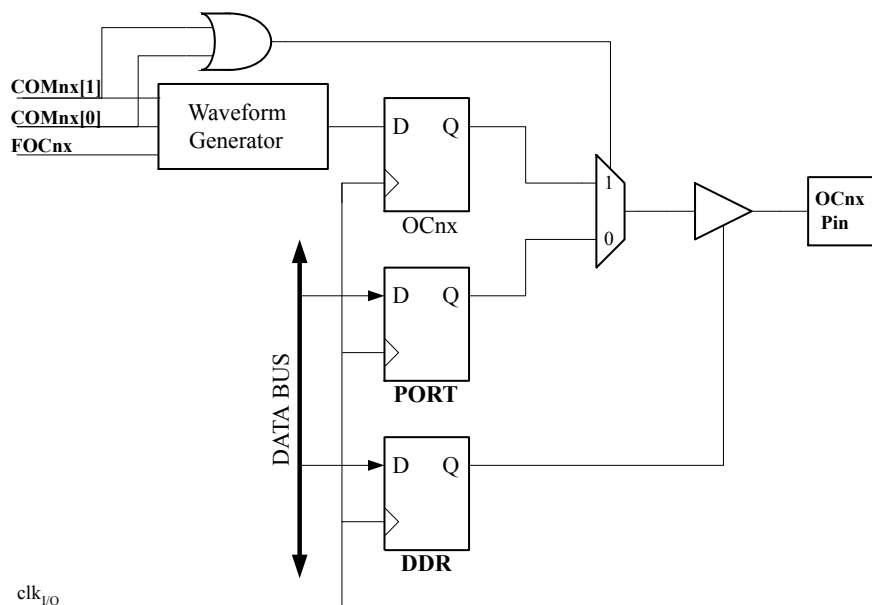 COMnx[1]
COMnx[0]
FOCnx
Waveform
Generator
D Q
OCnx
1
0
OCnx
Pin
D Q
PORT
DATA BUS
D Q
DDR
clkI/O